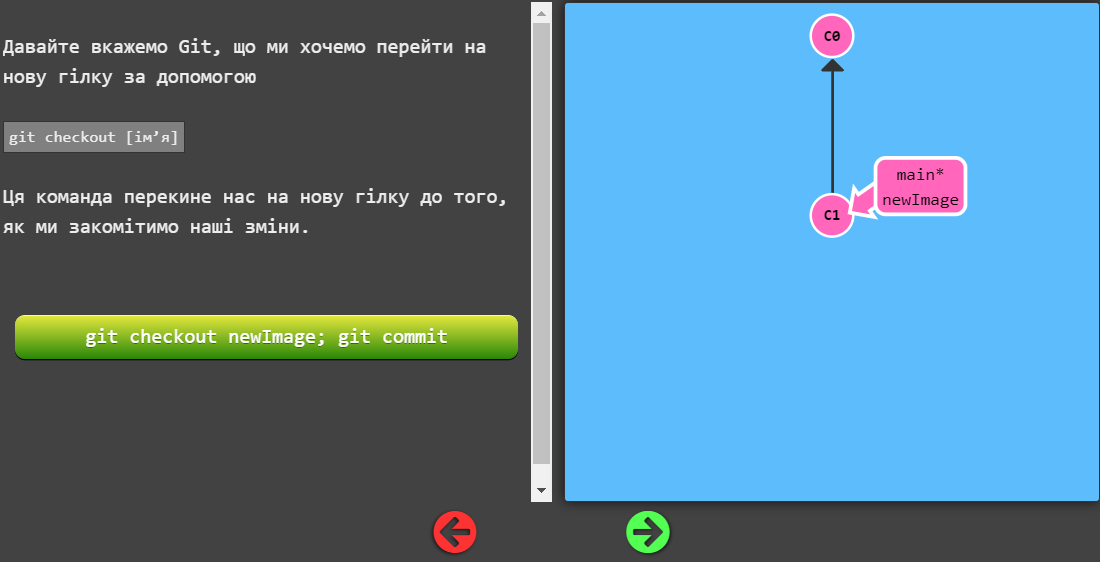 Давайте вкажемо Git, що ми хочемо перейти на
нову гілку за допомогою
git checkout [ім’я]
Ця команда перекине нас на нову гілку до того,
як ми закомітимо наші зміни.
git checkout newImage; git commit
C0
main*
newImage
C1